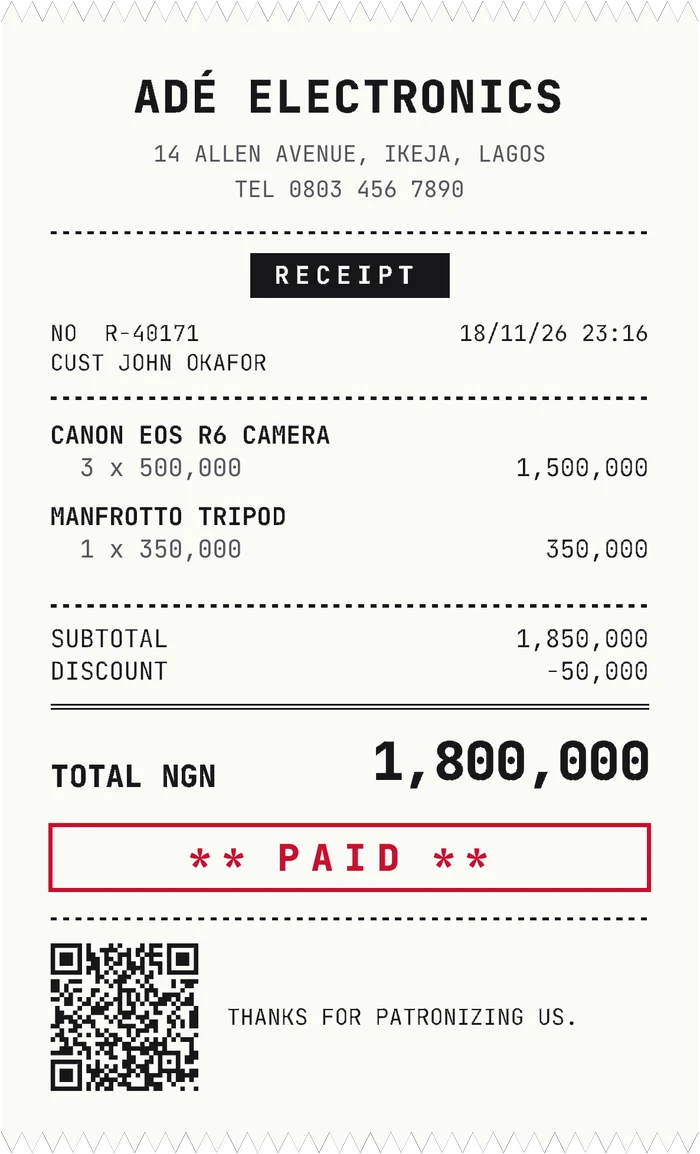 ADÉ ELECTRONICS
14 ALLEN AVENUE, IKEJA, LAGOS
TEL 0803 456 7890
RECEIPT
NO R-40171 18/11/26 23:16
CUST JOHN OKAFOR
CANON EOS R6 CAMERA
3 x 500,000 1,500,000
MANFROTTO TRIPOD
1 x 350,000 350,000
SUBTOTAL 1,850,000
DISCOUNT -50,000
TOTAL NGN 1,800,000
** PAID **
THANKS FOR PATRONIZING US.